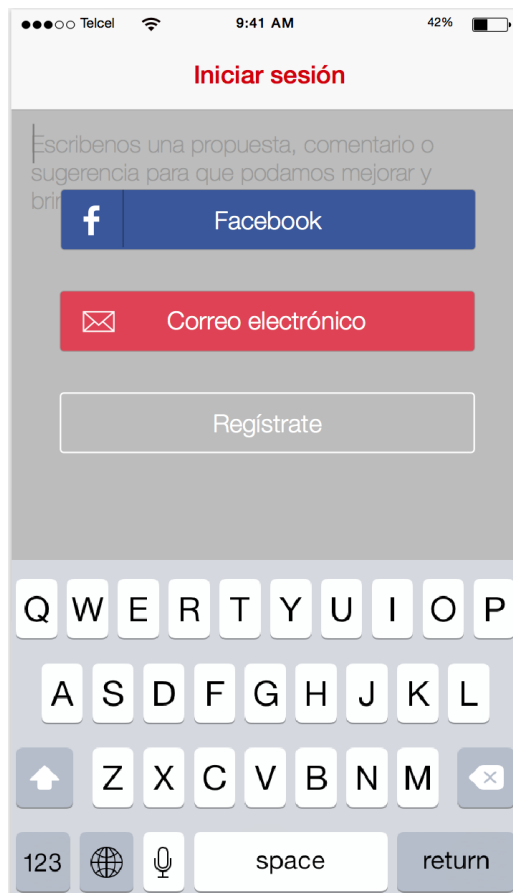 Telcel 9:41 AM 42%
Iniciar sesión
Escribenos una propuesta, comentario o
sugerencia para que podamos mejorar y
f Facebook
Correo electrónico
Regístrate
Q W E R T Y U I O P
A S D F G H J K L
Z X C V B N M
123 space return